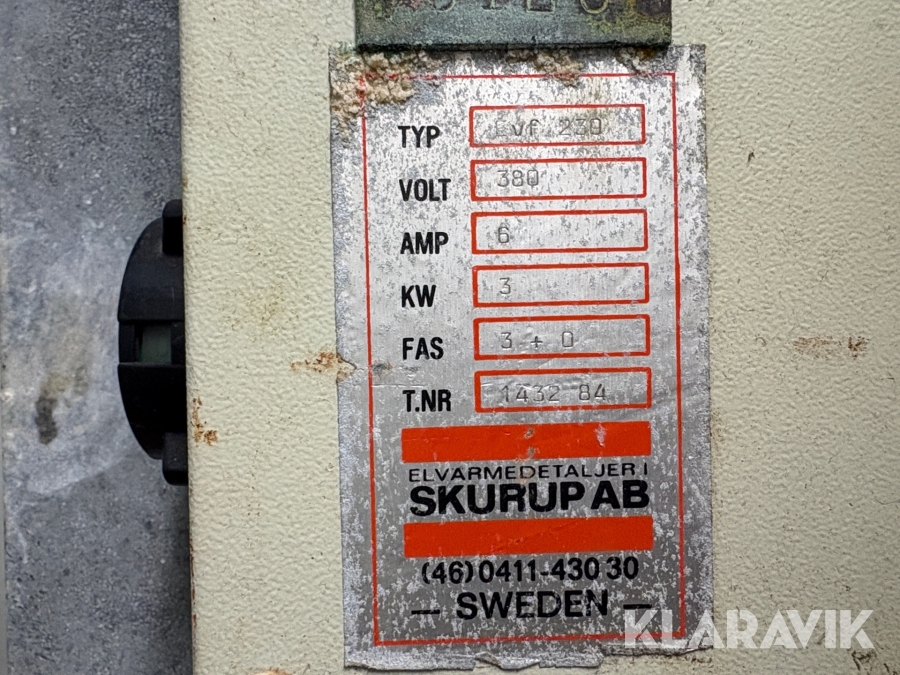 TYP vf 230
VOLT 380
AMP 6
KW 3
FAS 3 + 0
T.NR 1432 84
ELVARMEDETALJER I
SKURUP AB
(46) 0411-430 30
— SWEDEN —
KLARAVIK